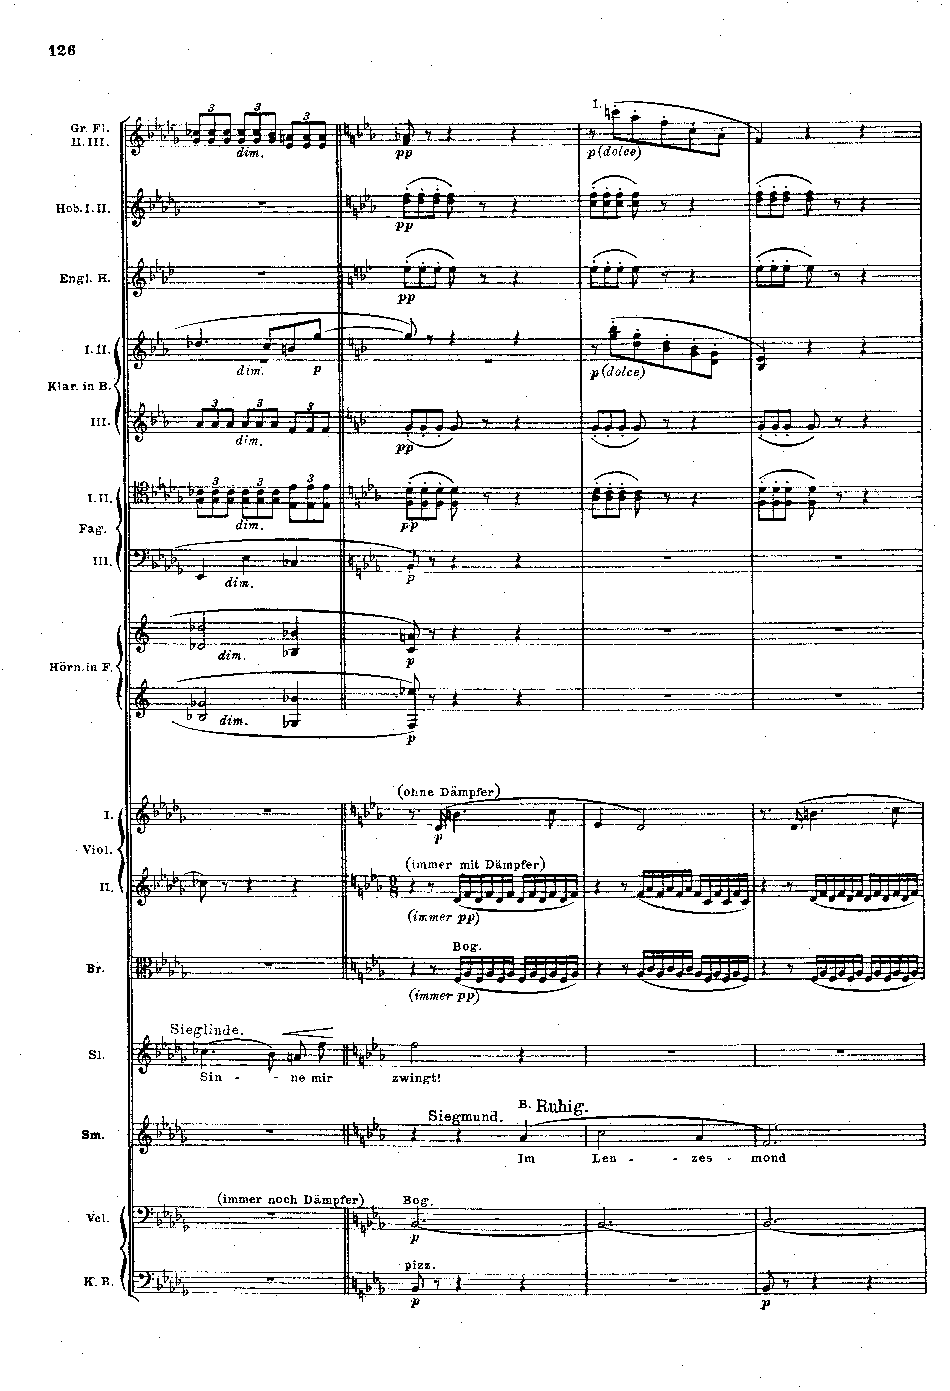 126
Gr. Fl.
II. III.
3 3 3
dim.
pp
I.
p(dolce)
Hob. I. II.
pp
Engl. H.
pp
I. II.
dim. p
p(dolce)
Klar. in B.
III.
3 3 3
dim.
pp
I. II.
3 3 3
dim.
pp
Fag.
III.
dim.
p
dim.
p
Hörn. in F.
dim.
p
(ohne Dämpfer)
I.
p
Viol.
(immer mit Dämpfer)
II.
9
8
(immer pp)
Bog.
Br.
(immer pp)
Sieglinde.
Sl.
Sin - - ne mir zwingt!
B. Ruhig.
Siegmund.
Sm.
Im Len - - zes - mond
(immer noch Dämpfer) Bog.
Vcl.
p
pizz.
K. B.
p p